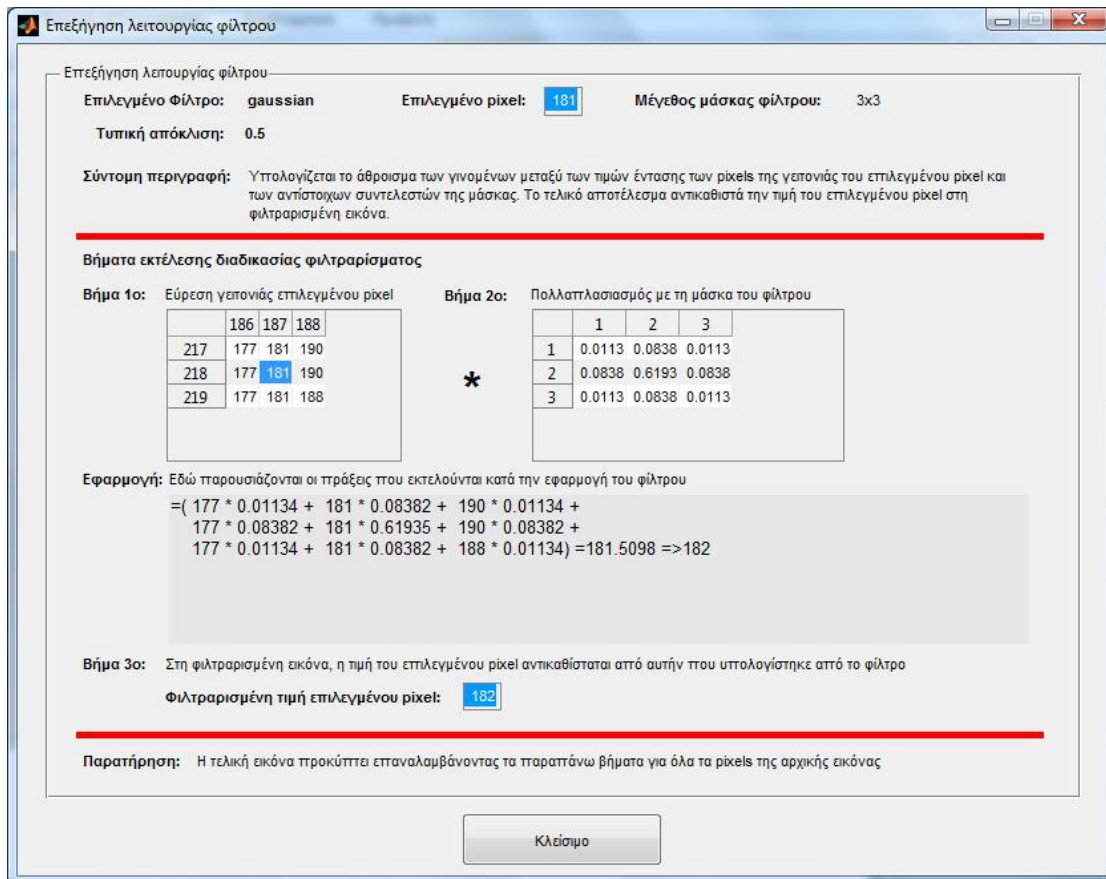 Επεξήγηση λειτουργίας φίλτρου
Επεξήγηση λειτουργίας φίλτρου
Επιλεγμένο Φίλτρο: gaussian Επιλεγμένο pixel: 181 Μέγεθος μάσκας φίλτρου: 3x3
Τυπική απόκλιση: 0.5
Σύντομη περιγραφή: Υπολογίζεται το άθροισμα των γινομένων μεταξύ των τιμών έντασης των pixels της γειτονιάς του επιλεγμένου pixel και
των αντίστοιχων συντελεστών της μάσκας. Το τελικό αποτέλεσμα αντικαθιστά την τιμή του επιλεγμένου pixel στη
φιλτραρισμένη εικόνα.
Βήματα εκτέλεσης διαδικασίας φιλτραρίσματος
Βήμα 1ο: Εύρεση γειτονιάς επιλεγμένου pixel Βήμα 2ο: Πολλαπλασιασμός με τη μάσκα του φίλτρου
186 187 188 1 2 3
217 177 181 190 1 0.0113 0.0838 0.0113
218 177 181 190 * 2 0.0838 0.6193 0.0838
219 177 181 188 3 0.0113 0.0838 0.0113
Εφαρμογή: Εδώ παρουσιάζονται οι πράξεις που εκτελούνται κατά την εφαρμογή του φίλτρου
=( 177 * 0.01134 + 181 * 0.08382 + 190 * 0.01134 +
177 * 0.08382 + 181 * 0.61935 + 190 * 0.08382 +
177 * 0.01134 + 181 * 0.08382 + 188 * 0.01134) =181.5098 =>182
Βήμα 3ο: Στη φιλτραρισμένη εικόνα, η τιμή του επιλεγμένου pixel αντικαθίσταται από αυτήν που υπολογίστηκε από το φίλτρο
Φιλτραρισμένη τιμή επιλεγμένου pixel: 182
Παρατήρηση: Η τελική εικόνα προκύπτει επαναλαμβάνοντας τα παραπάνω βήματα για όλα τα pixels της αρχικής εικόνας
Κλείσιμο